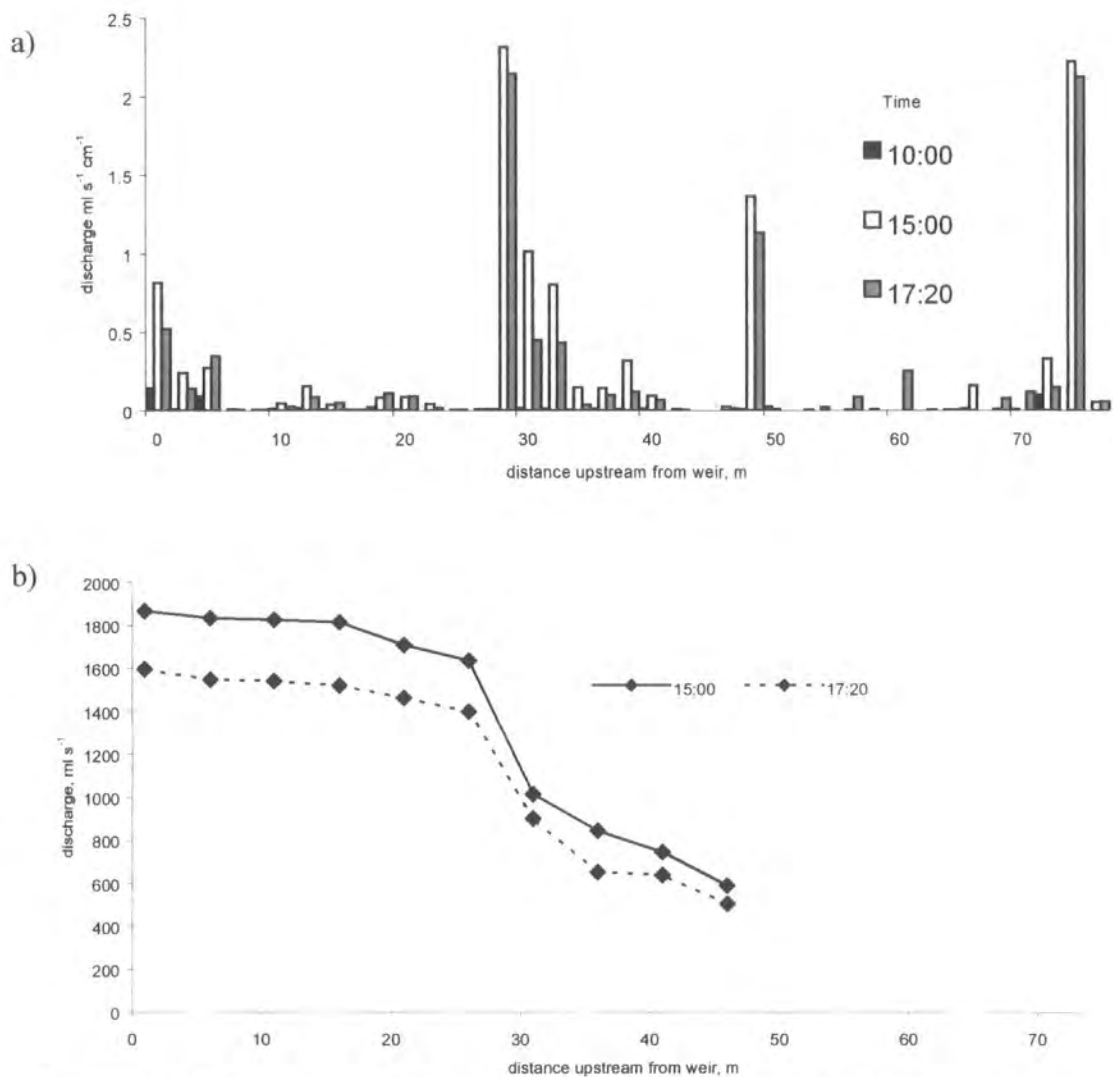 a)
2.5
2
1.5
1
0.5
0
discharge ml s⁻¹ cm⁻¹
Time
10:00
15:00
17:20
0 10 20 30 40 50 60 70
distance upstream from weir, m
b)
2000
1800
1600
1400
1200
1000
800
600
400
200
0
discharge, ml s⁻¹
15:00 17:20
0 10 20 30 40 50 60 70
distance upstream from weir, m